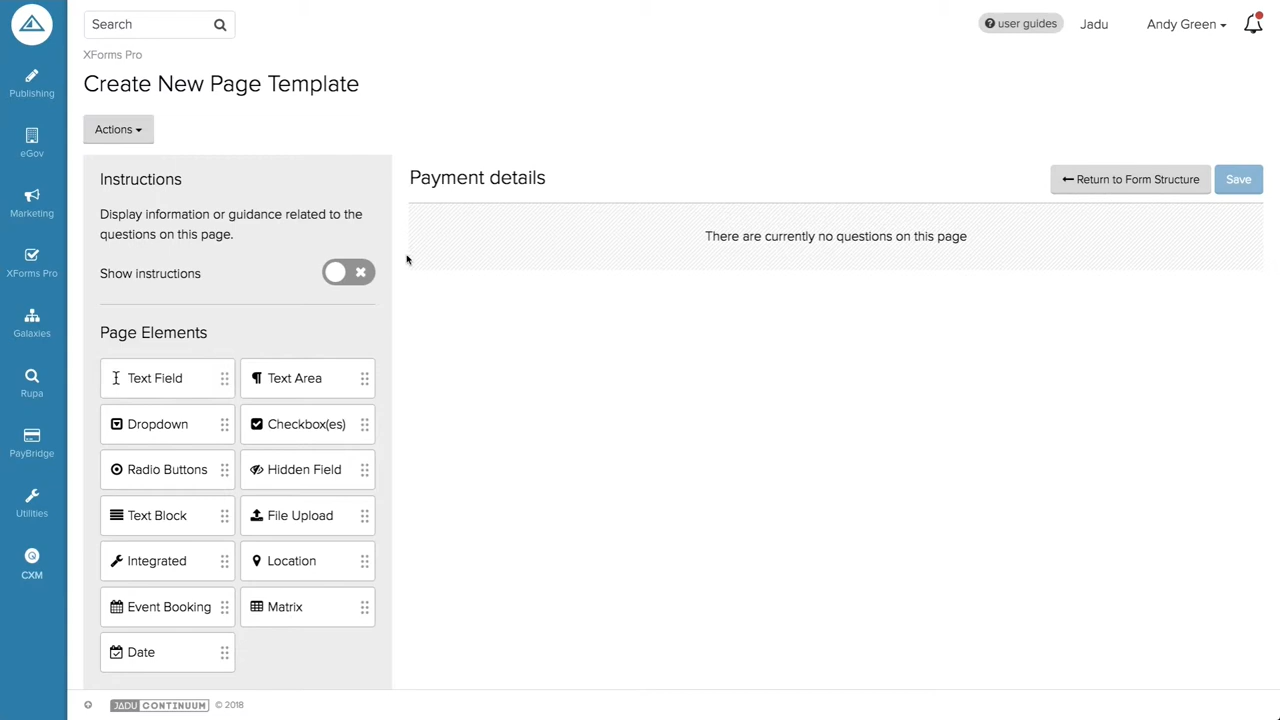 Search
user guides
Jadu
Andy Green
XForms Pro
Create New Page Template
Actions
Publishing
eGov
Marketing
XForms Pro
Galaxies
Rupa
PayBridge
Utilities
CXM
Instructions
Display information or guidance related to the
questions on this page.
Show instructions
Page Elements
Text Field
Text Area
Dropdown
Checkbox(es)
Radio Buttons
Hidden Field
Text Block
File Upload
Integrated
Location
Event Booking
Matrix
Date
Payment details
Return to Form Structure
Save
There are currently no questions on this page
JADU CONTINUUM © 2018